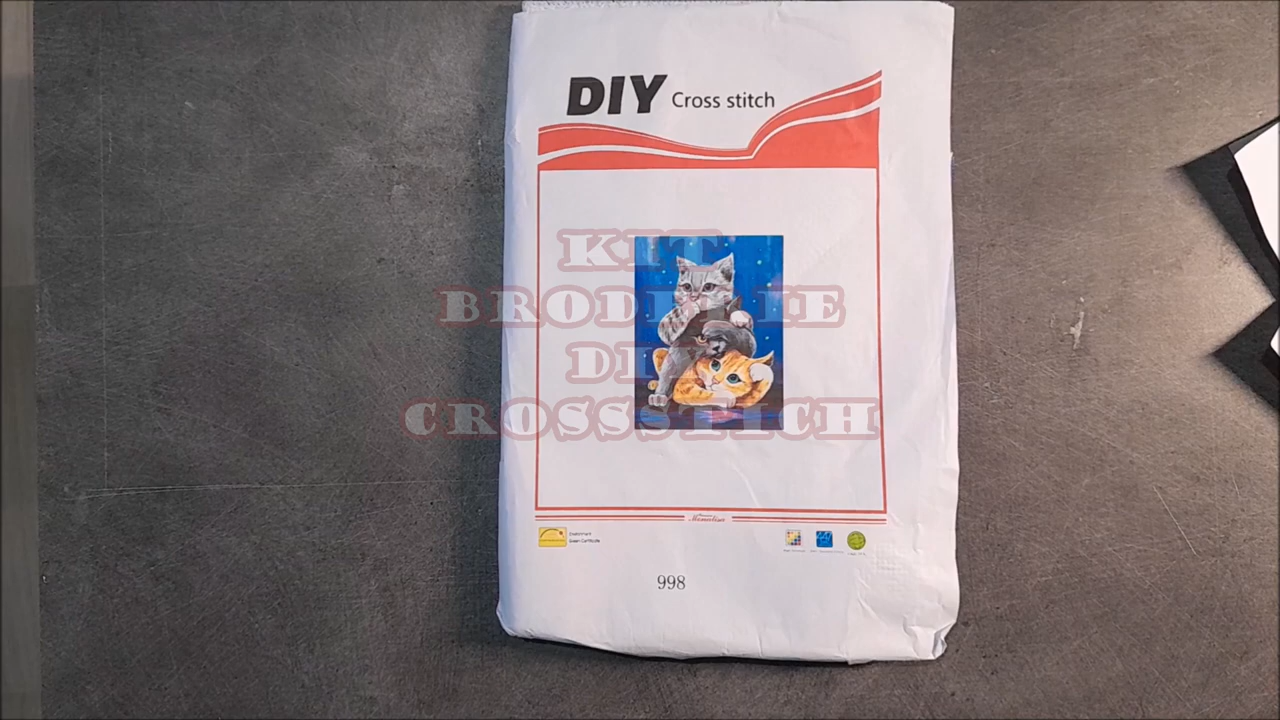 DIY Cross stitch
KIT
BRODERIE
DIY
CROSSSTICH
998